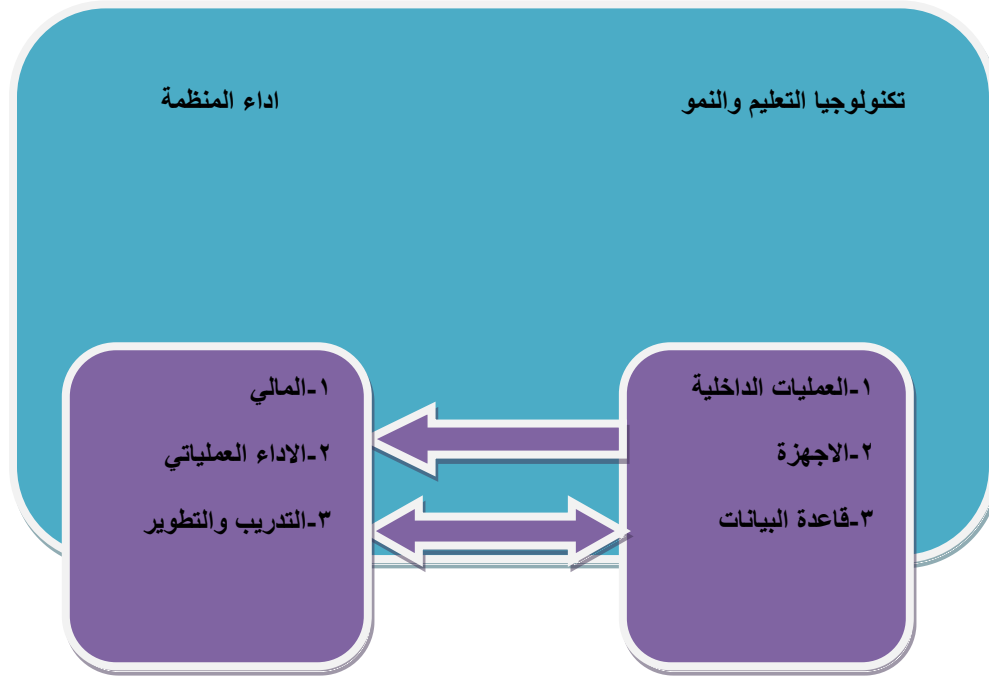 تكنولوجيا التعليم والنمو
اداء المنظمة
١-العمليات الداخلية
٢-الاجهزة
٣-قاعدة البيانات
١-المالي
٢-الاداء العملياتي
٣-التدريب والتطوير